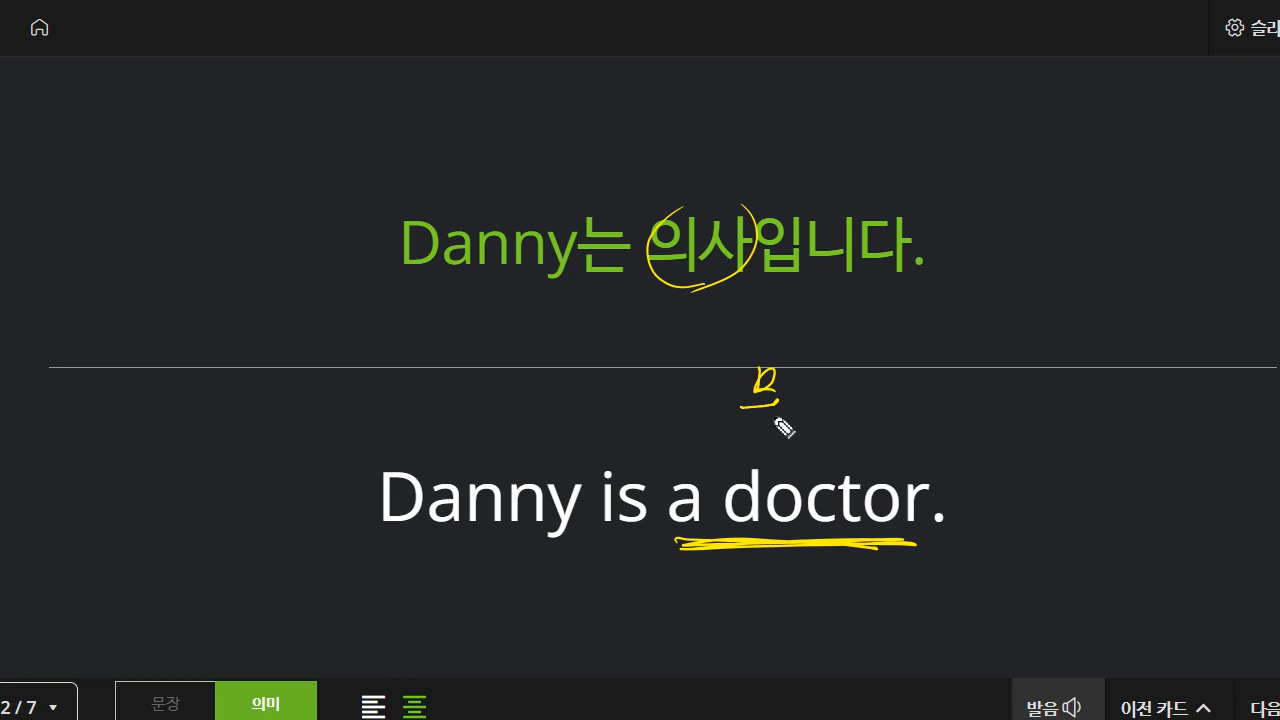 슬라
Danny는 의사입니다.
Danny is a doctor.
2 / 7 문장 의미 발음 이전 카드 다음